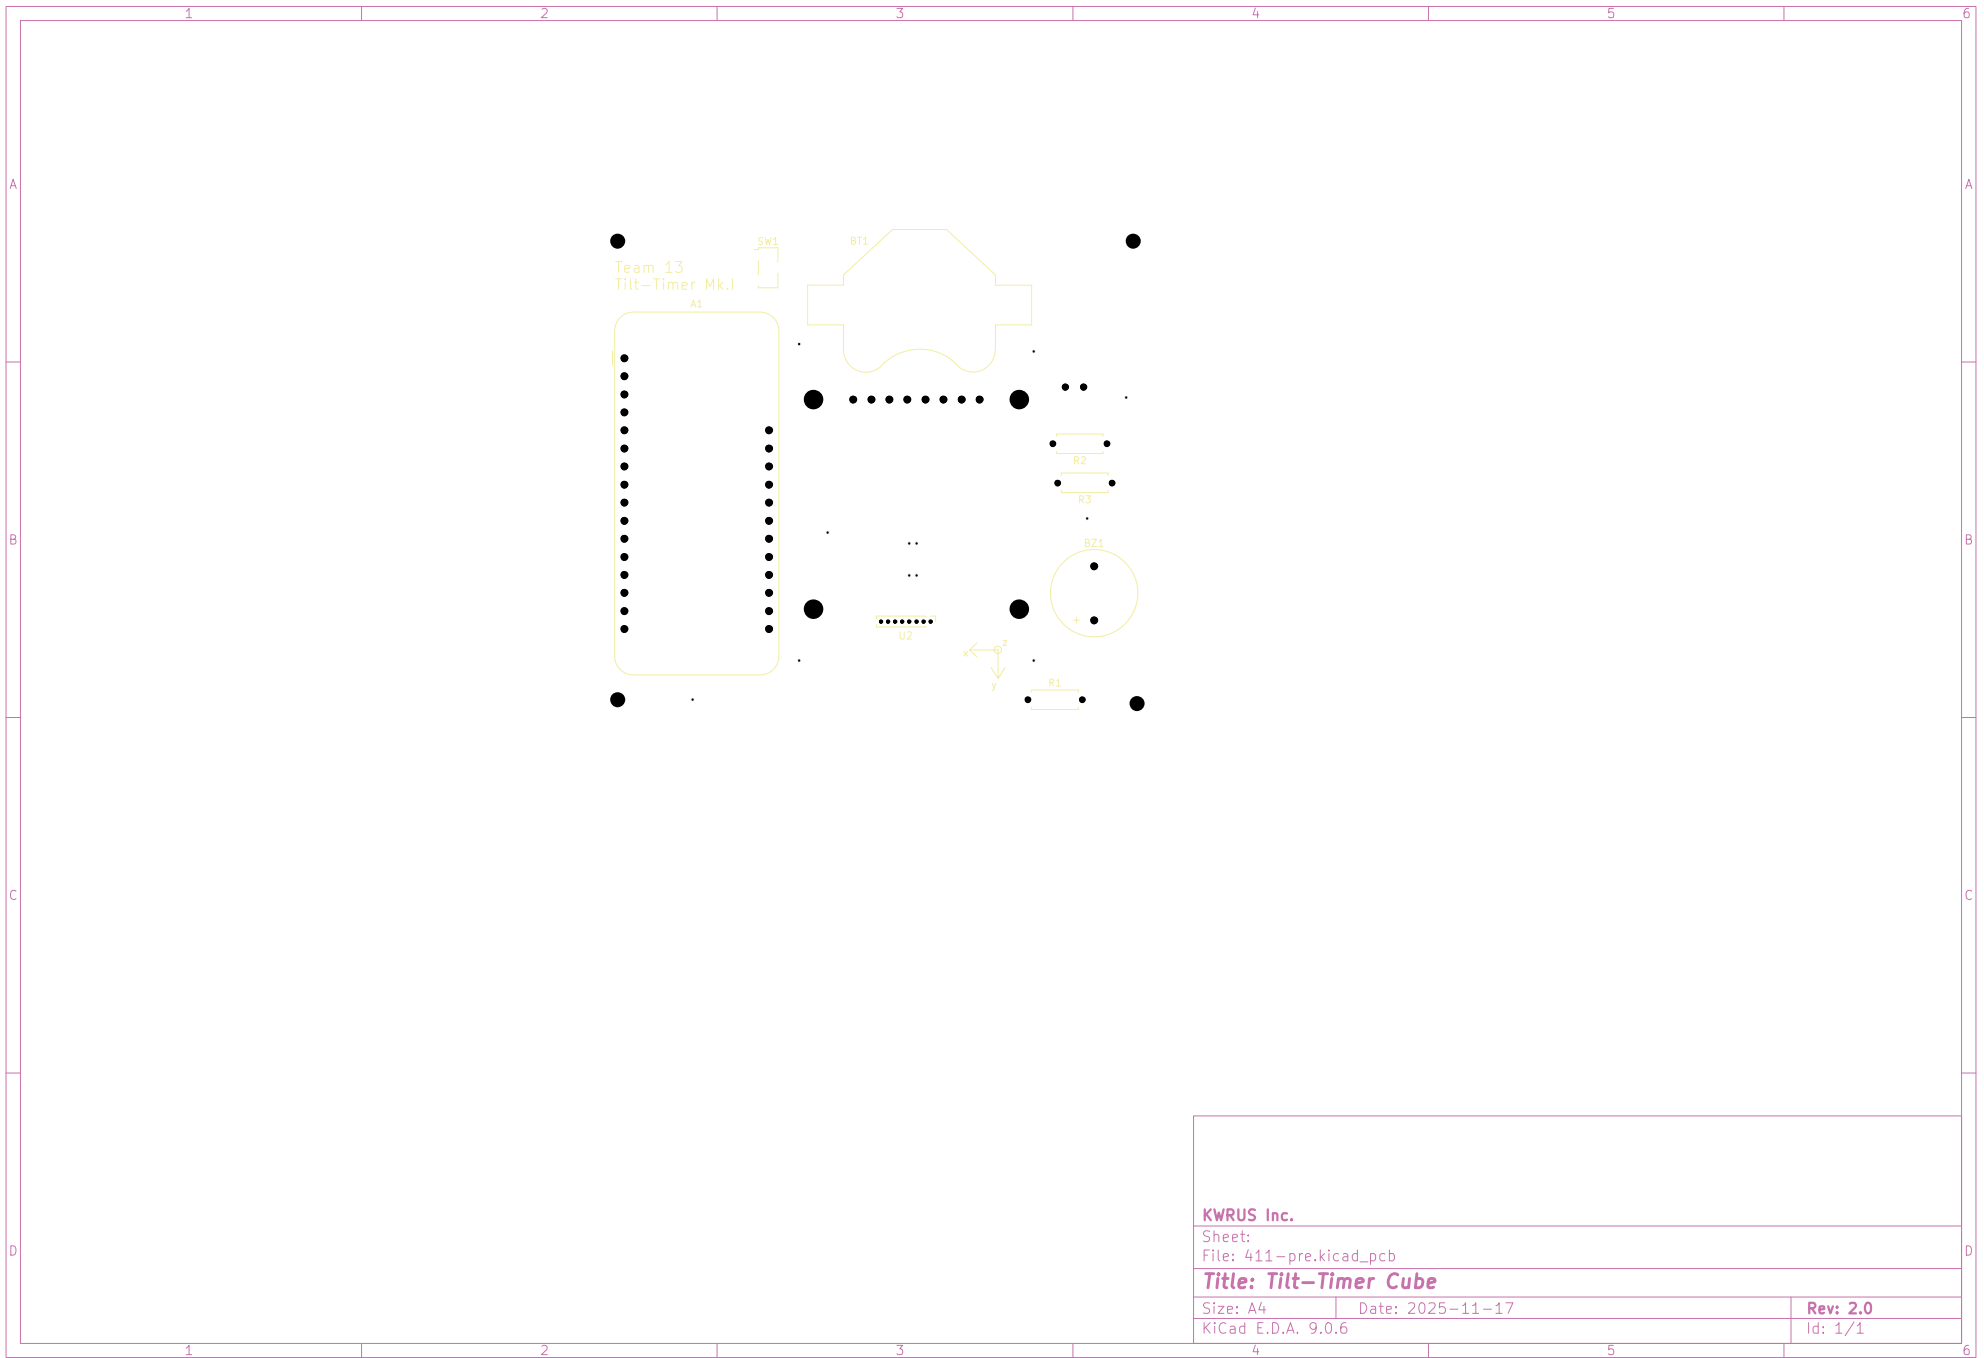 1 2 3 4 5 6
A A
SW1 BT1
Team 13
Tilt-Timer Mk.I
A1
R2
R3
B B
BZ1
+
U2
z
x
y
R1
C C
KWRUS Inc.
Sheet:
D D
File: 411-pre.kicad_pcb
Title: Tilt-Timer Cube
Size: A4 Date: 2025-11-17 Rev: 2.0
KiCad E.D.A. 9.0.6 Id: 1/1
1 2 3 4 5 6